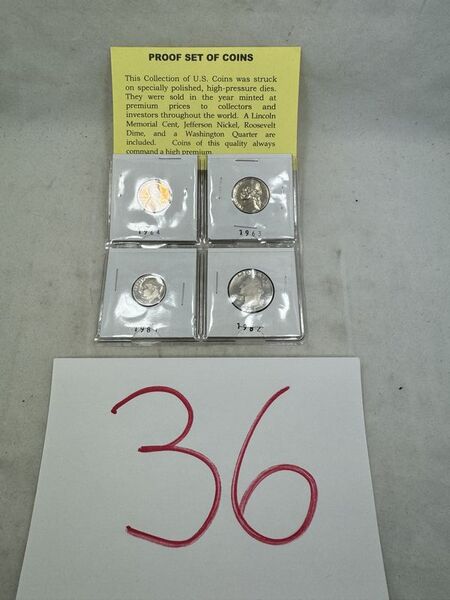 PROOF SET OF COINS
This Collection of U.S. Coins was struck
on specially polished, high-pressure dies.
They were sold in the year minted at
premium prices to collectors and
investors throughout the world. A Lincoln
Memorial Cent, Jefferson Nickel, Roosevelt
Dime, and a Washington Quarter are
included. Coins of this quality always
command a high premium.
1964 1963
36